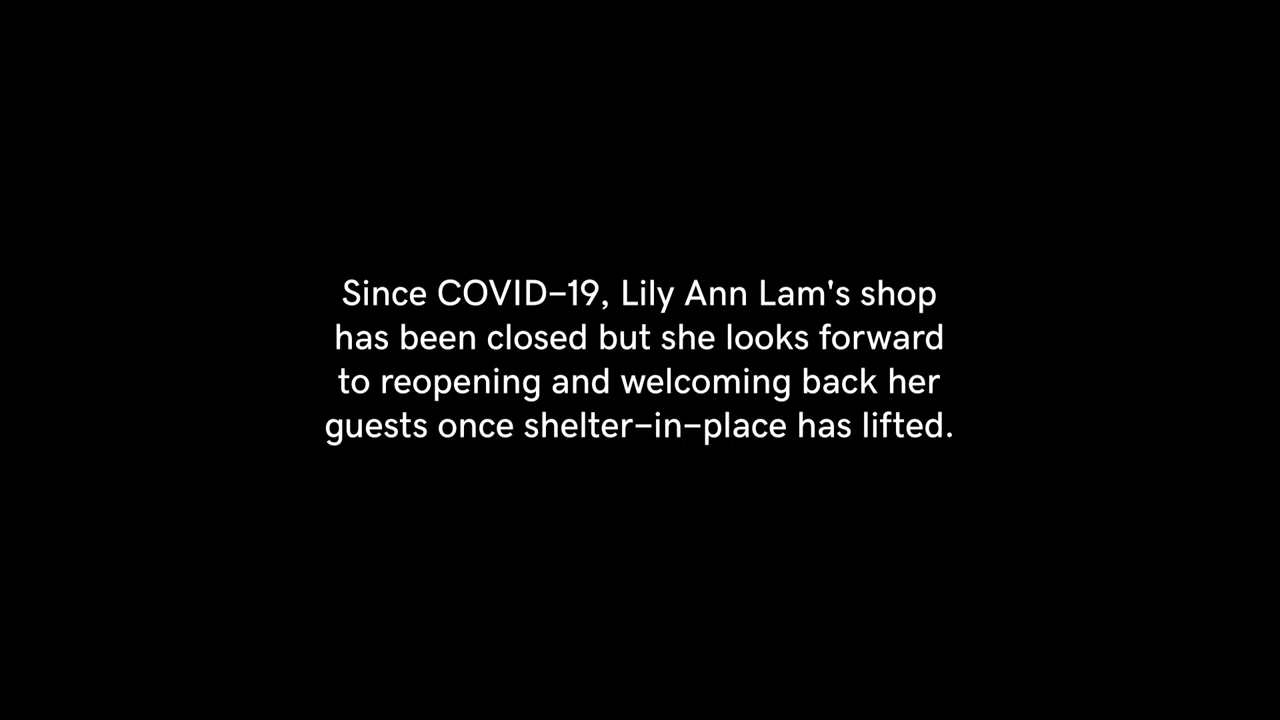 Since COVID–19, Lily Ann Lam's shop
has been closed but she looks forward
to reopening and welcoming back her
guests once shelter–in–place has lifted.